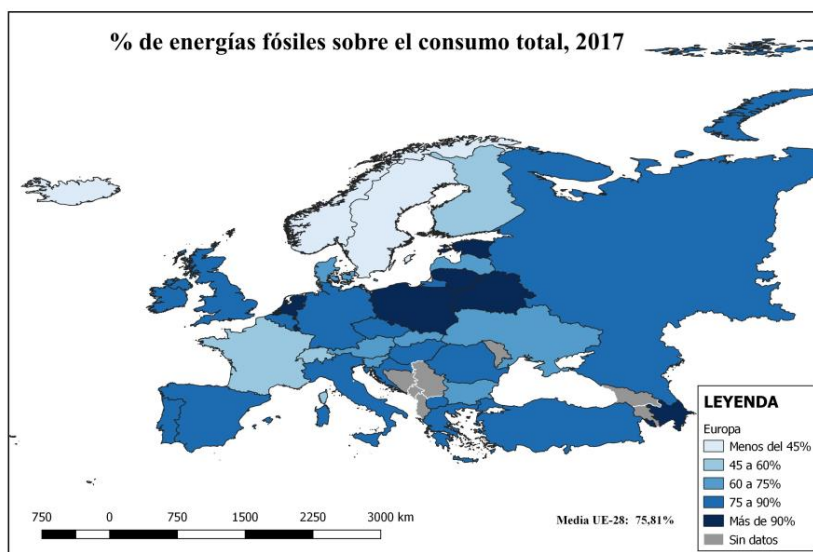 % de energías fósiles sobre el consumo total, 2017
LEYENDA
Europa
Menos del 45%
45 a 60%
60 a 75%
75 a 90%
Más de 90%
Sin datos
750 0 750 1500 2250 3000 km
Media UE-28: 75,81%